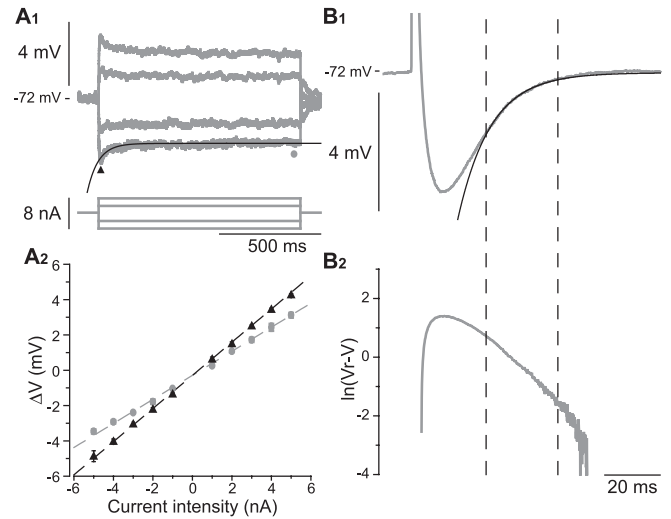 A1
4 mV
-72 mV
8 nA
500 ms
A2
6
4
2
0
-2
-4
-6
ΔV (mV)
-6 -4 -2 0 2 4 6
Current intensity (nA)
B1
-72 mV
4 mV
B2
2
0
-2
-4
ln(Vr-V)
20 ms